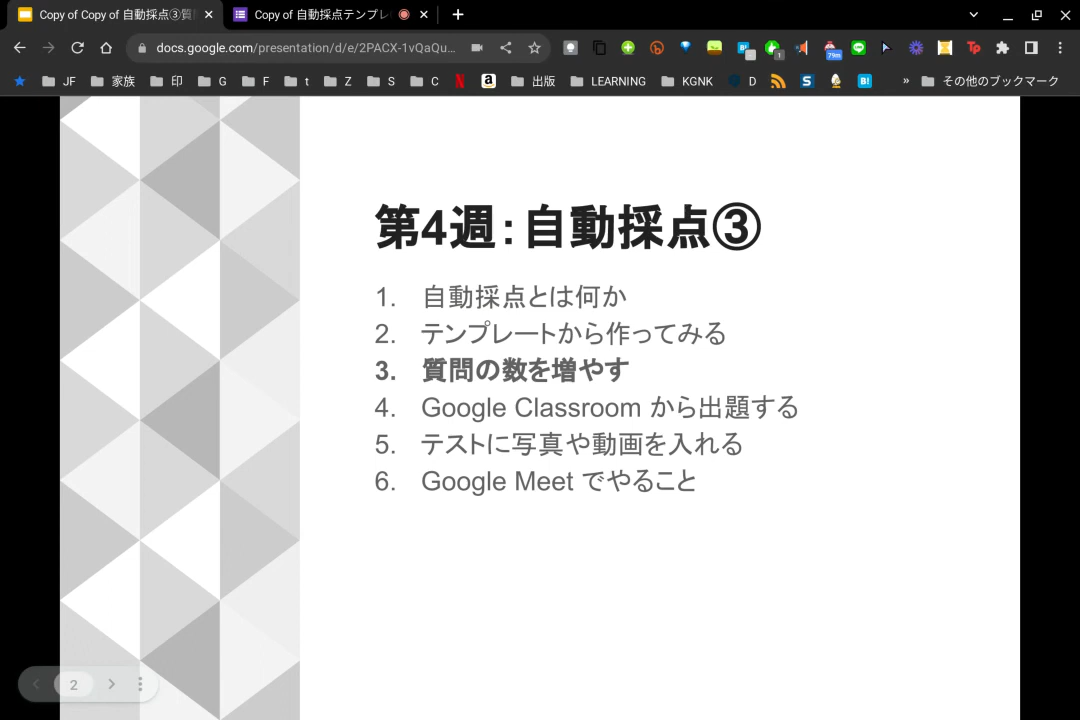 Copy of Copy of 自動採点③質
Copy of 自動採点テンプレ
docs.google.com/presentation/d/e/2PACX-1vQaQu...
79m
1
Tp
JF
家族
印
G
F
t
Z
S
C
N
a
出版
LEARNING
KGNK
D
S
B!
»
その他のブックマーク
第4週：自動採点③
1. 自動採点とは何か
2. テンプレートから作ってみる
3. 質問の数を増やす
4. Google Classroom から出題する
5. テストに写真や動画を入れる
6. Google Meet でやること
2